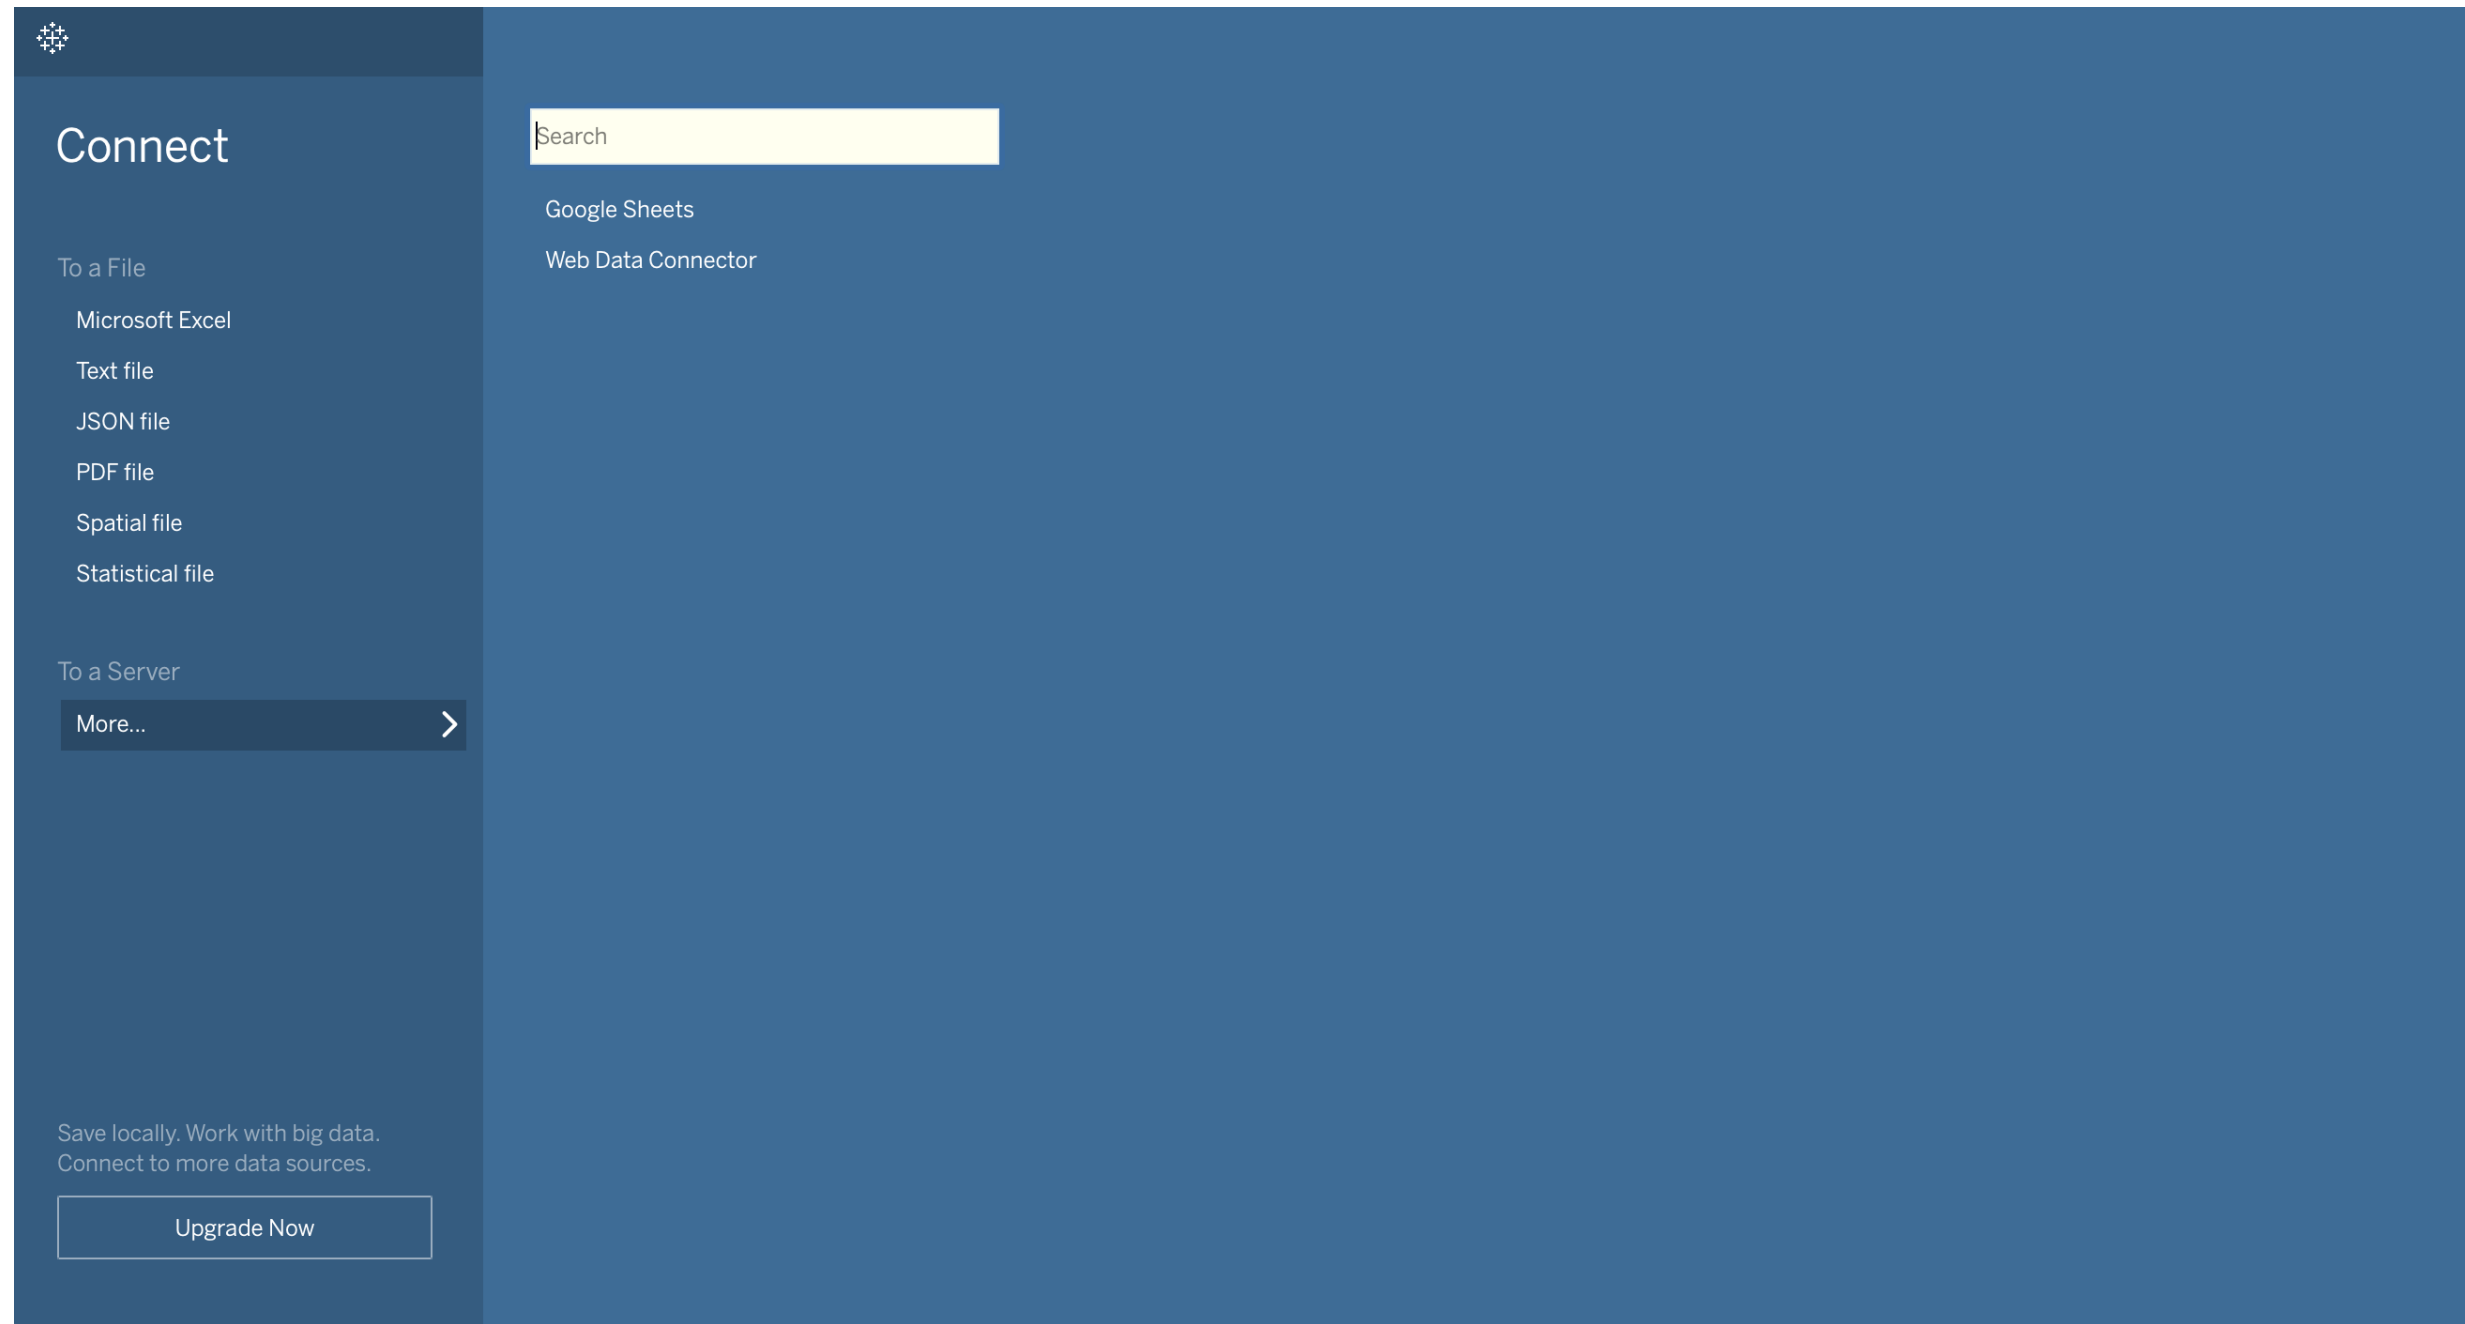 Connect
To a File
Microsoft Excel
Text file
JSON file
PDF file
Spatial file
Statistical file
To a Server
More...
Save locally. Work with big data.
Connect to more data sources.
Upgrade Now
Search
Google Sheets
Web Data Connector